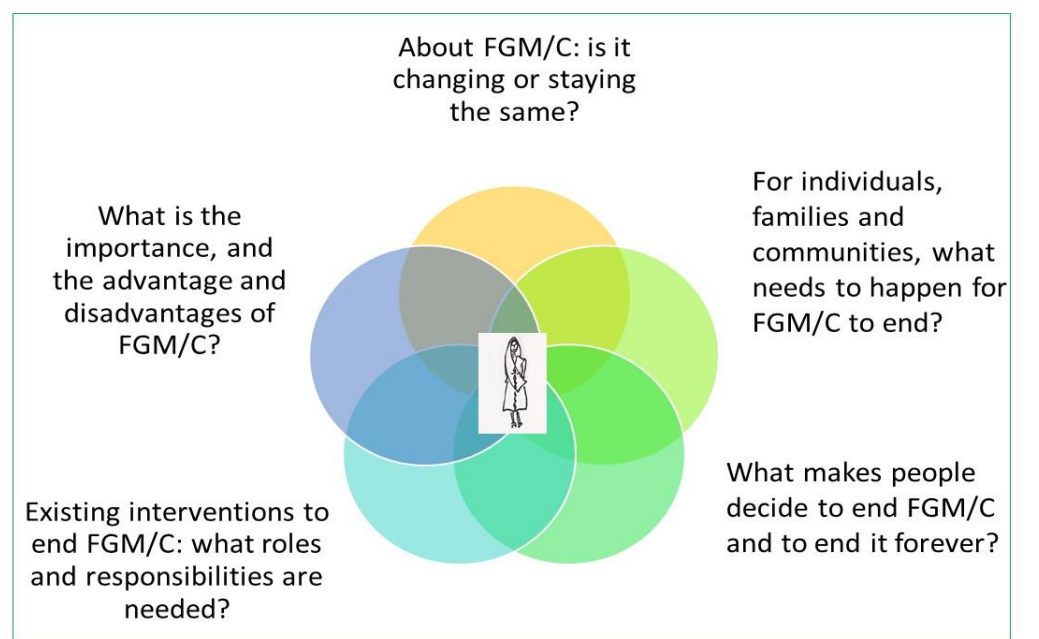 About FGM/C: is it
changing or staying
the same?
For individuals,
families and
communities, what
needs to happen for
FGM/C to end?
What makes people
decide to end FGM/C
and to end it forever?
Existing interventions to
end FGM/C: what roles
and responsibilities are
needed?
What is the
importance, and
the advantage and
disadvantages of
FGM/C?